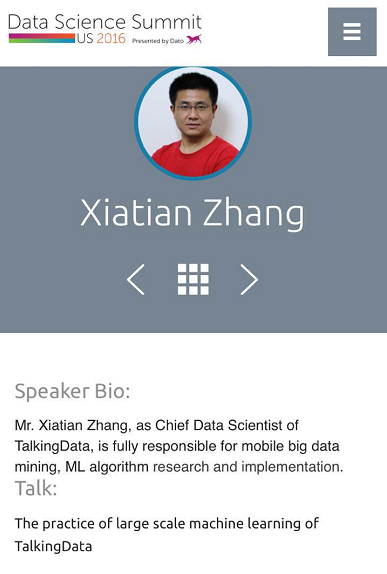 Data Science Summit
US 2016 Presented by Dato
Xiatian Zhang
Speaker Bio:
Mr. Xiatian Zhang, as Chief Data Scientist of
TalkingData, is fully responsible for mobile big data
mining, ML algorithm research and implementation.
Talk:
The practice of large scale machine learning of
TalkingData